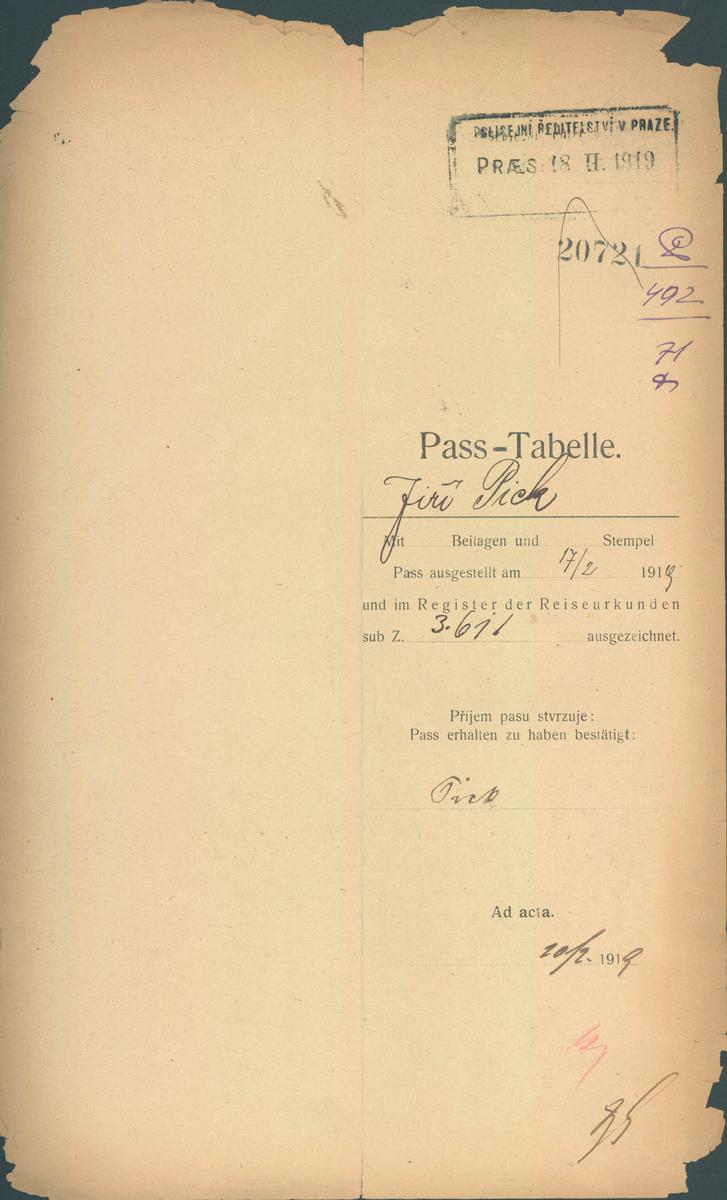 POLICEJNÍ ŘEDITELSTVÍ V PRAZE.
PRÆS 18 II. 1919
20721
492
71
Pass-Tabelle.
Jiří Pick
Mit Beilagen und Stempel
Pass ausgestellt am 17/2 1919
und im Register der Reiseurkunden
sub Z. 3.611 ausgezeichnet.
Příjem pasu stvrzuje:
Pass erhalten zu haben bestätigt:
Pick
Ad acta.
20/2. 1919